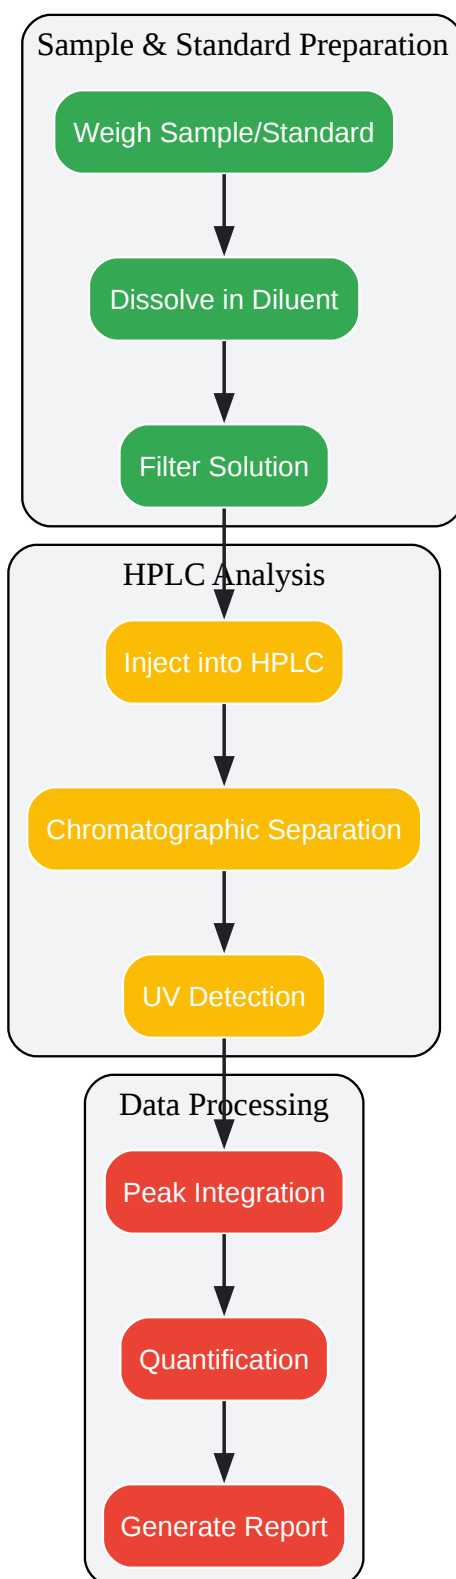 Sample & Standard Preparation
Weigh Sample/Standard
Dissolve in Diluent
Filter Solution
HPLC Analysis
Inject into HPLC
Chromatographic Separation
UV Detection
Data Processing
Peak Integration
Quantification
Generate Report